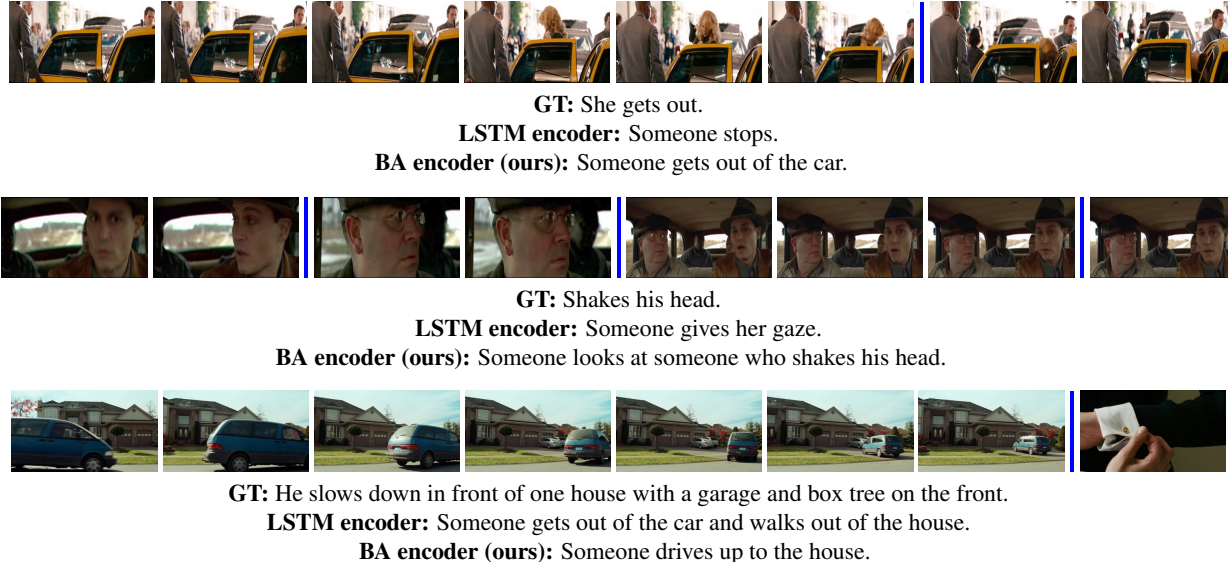 GT: She gets out.
LSTM encoder: Someone stops.
BA encoder (ours): Someone gets out of the car.
GT: Shakes his head.
LSTM encoder: Someone gives her gaze.
BA encoder (ours): Someone looks at someone who shakes his head.
GT: He slows down in front of one house with a garage and box tree on the front.
LSTM encoder: Someone gets out of the car and walks out of the house.
BA encoder (ours): Someone drives up to the house.